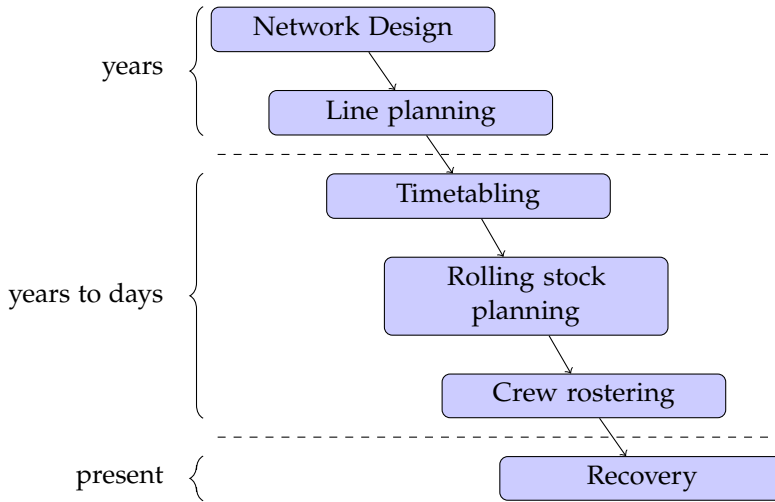 Network Design
years
Line planning
Timetabling
Rolling stock
planning
years to days
Crew rostering
present
Recovery